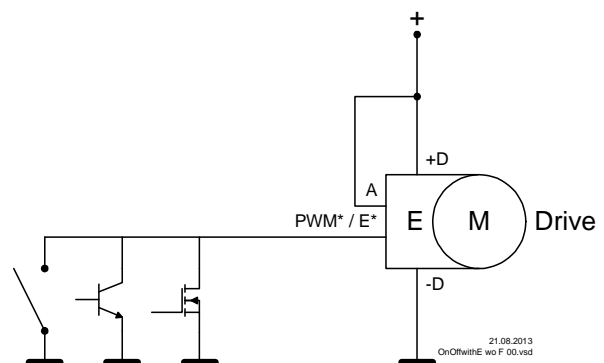 +
+D
A
PWM* / E*
E
M
Drive
-D
21.08.2013
OnOffwithE wo F 00.vsd